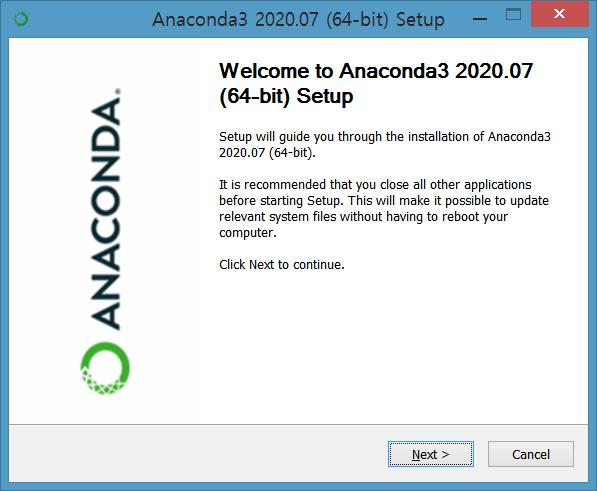 Anaconda3 2020.07 (64-bit) Setup
ANACONDA.
Welcome to Anaconda3 2020.07
(64-bit) Setup
Setup will guide you through the installation of Anaconda3
2020.07 (64-bit).
It is recommended that you close all other applications
before starting Setup. This will make it possible to update
relevant system files without having to reboot your
computer.
Click Next to continue.
Next >
Cancel